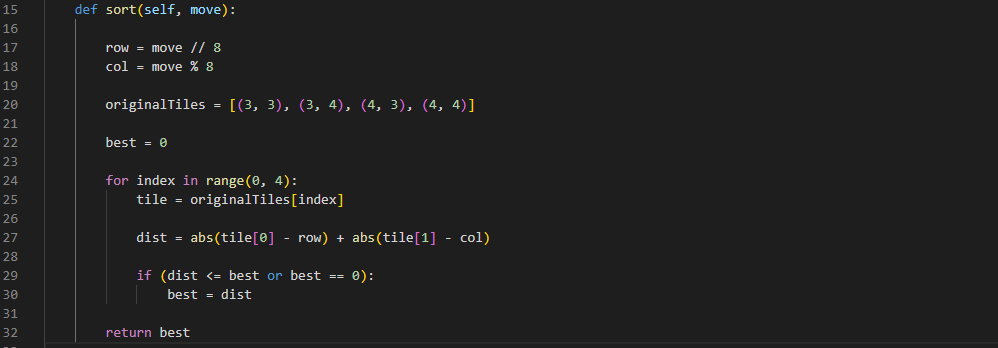 15 def sort(self, move):
16
17 row = move // 8
18 col = move % 8
19
20 originalTiles = [(3, 3), (3, 4), (4, 3), (4, 4)]
21
22 best = 0
23
24 for index in range(0, 4):
25 tile = originalTiles[index]
26
27 dist = abs(tile[0] - row) + abs(tile[1] - col)
28
29 if (dist <= best or best == 0):
30 best = dist
31
32 return best